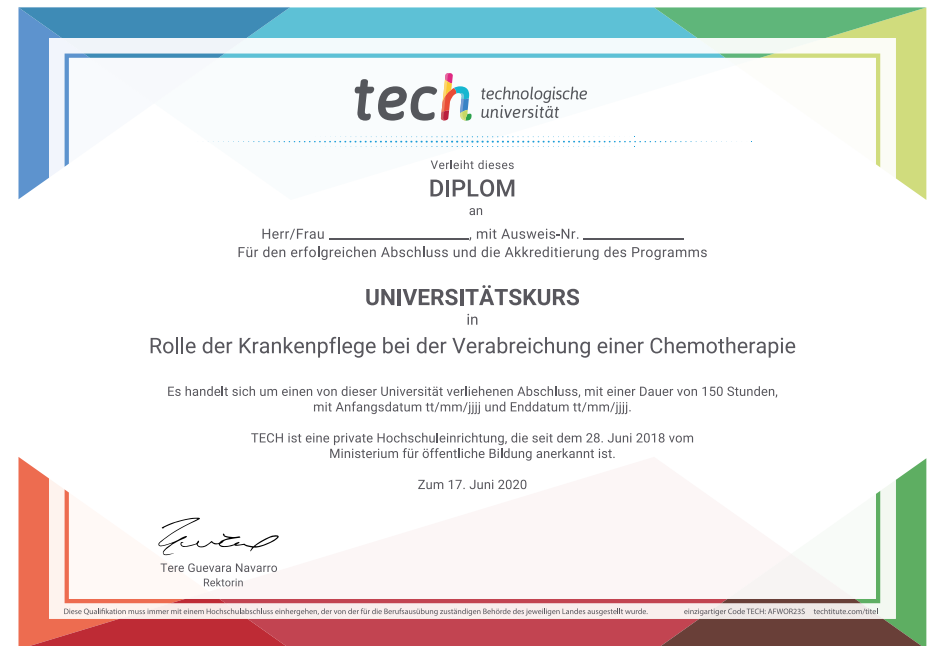 tech technologische
universität
Verleiht dieses
DIPLOM
an
Herr/Frau ____________________, mit Ausweis-Nr. ______________
Für den erfolgreichen Abschluss und die Akkreditierung des Programms
UNIVERSITÄTSKURS
in
Rolle der Krankenpflege bei der Verabreichung einer Chemotherapie
Es handelt sich um einen von dieser Universität verliehenen Abschluss, mit einer Dauer von 150 Stunden,
mit Anfangsdatum tt/mm/jjjj und Enddatum tt/mm/jjjj.
TECH ist eine private Hochschuleinrichtung, die seit dem 28. Juni 2018 vom
Ministerium für öffentliche Bildung anerkannt ist.
Zum 17. Juni 2020
Tere Guevara Navarro
Rektorin
Diese Qualifikation muss immer mit einem Hochschulabschluss einhergehen, der von der für die Berufsausübung zuständigen Behörde des jeweiligen Landes ausgestellt wurde. einzigartiger Code TECH: AFWOR23S techtitute.com/titel